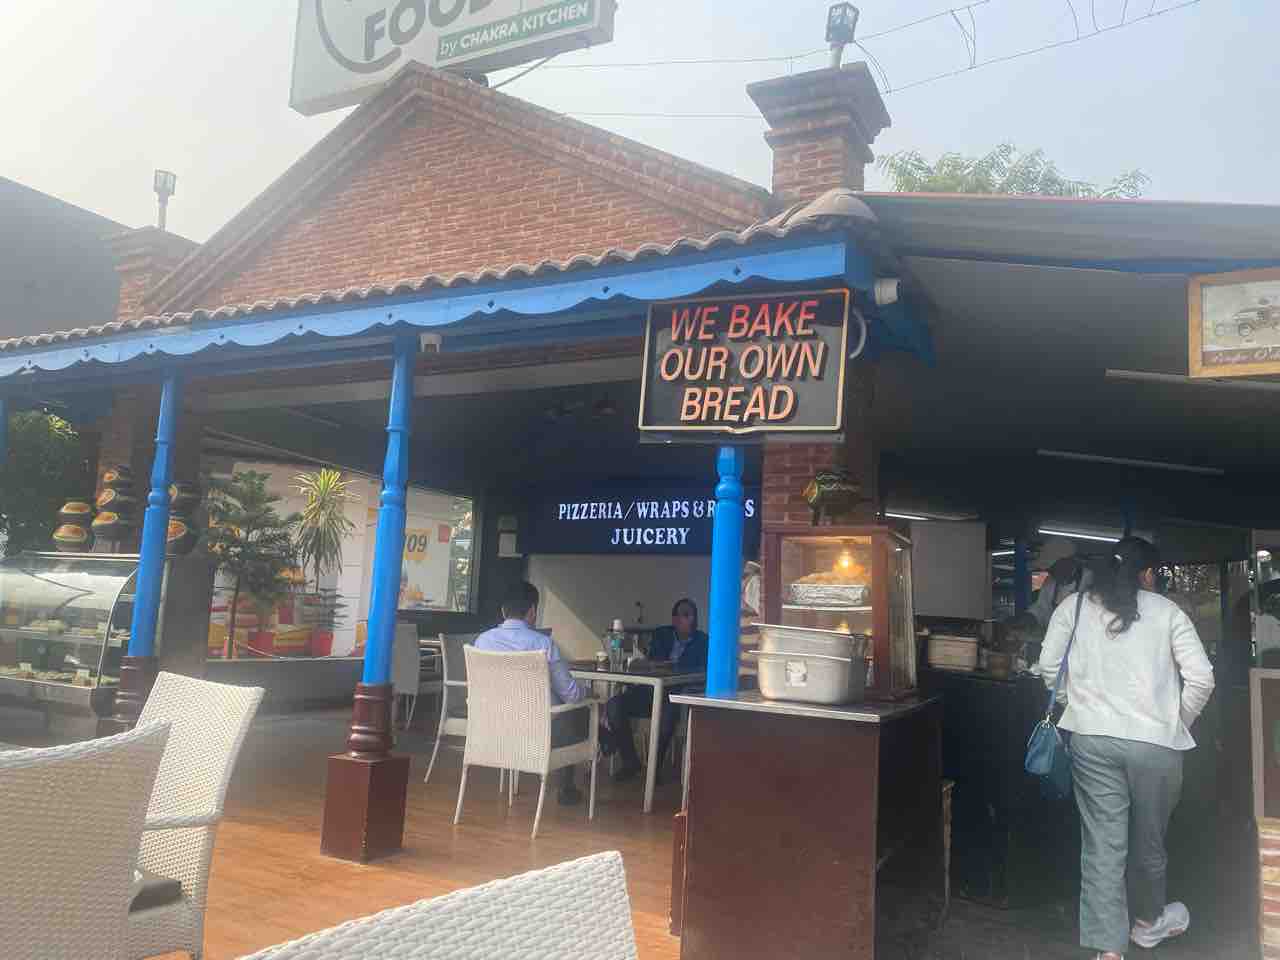 FOOD
by CHAKRA KITCHEN
WE BAKE
OUR OWN
BREAD
PIZZERIA/WRAPS &
JUICERY